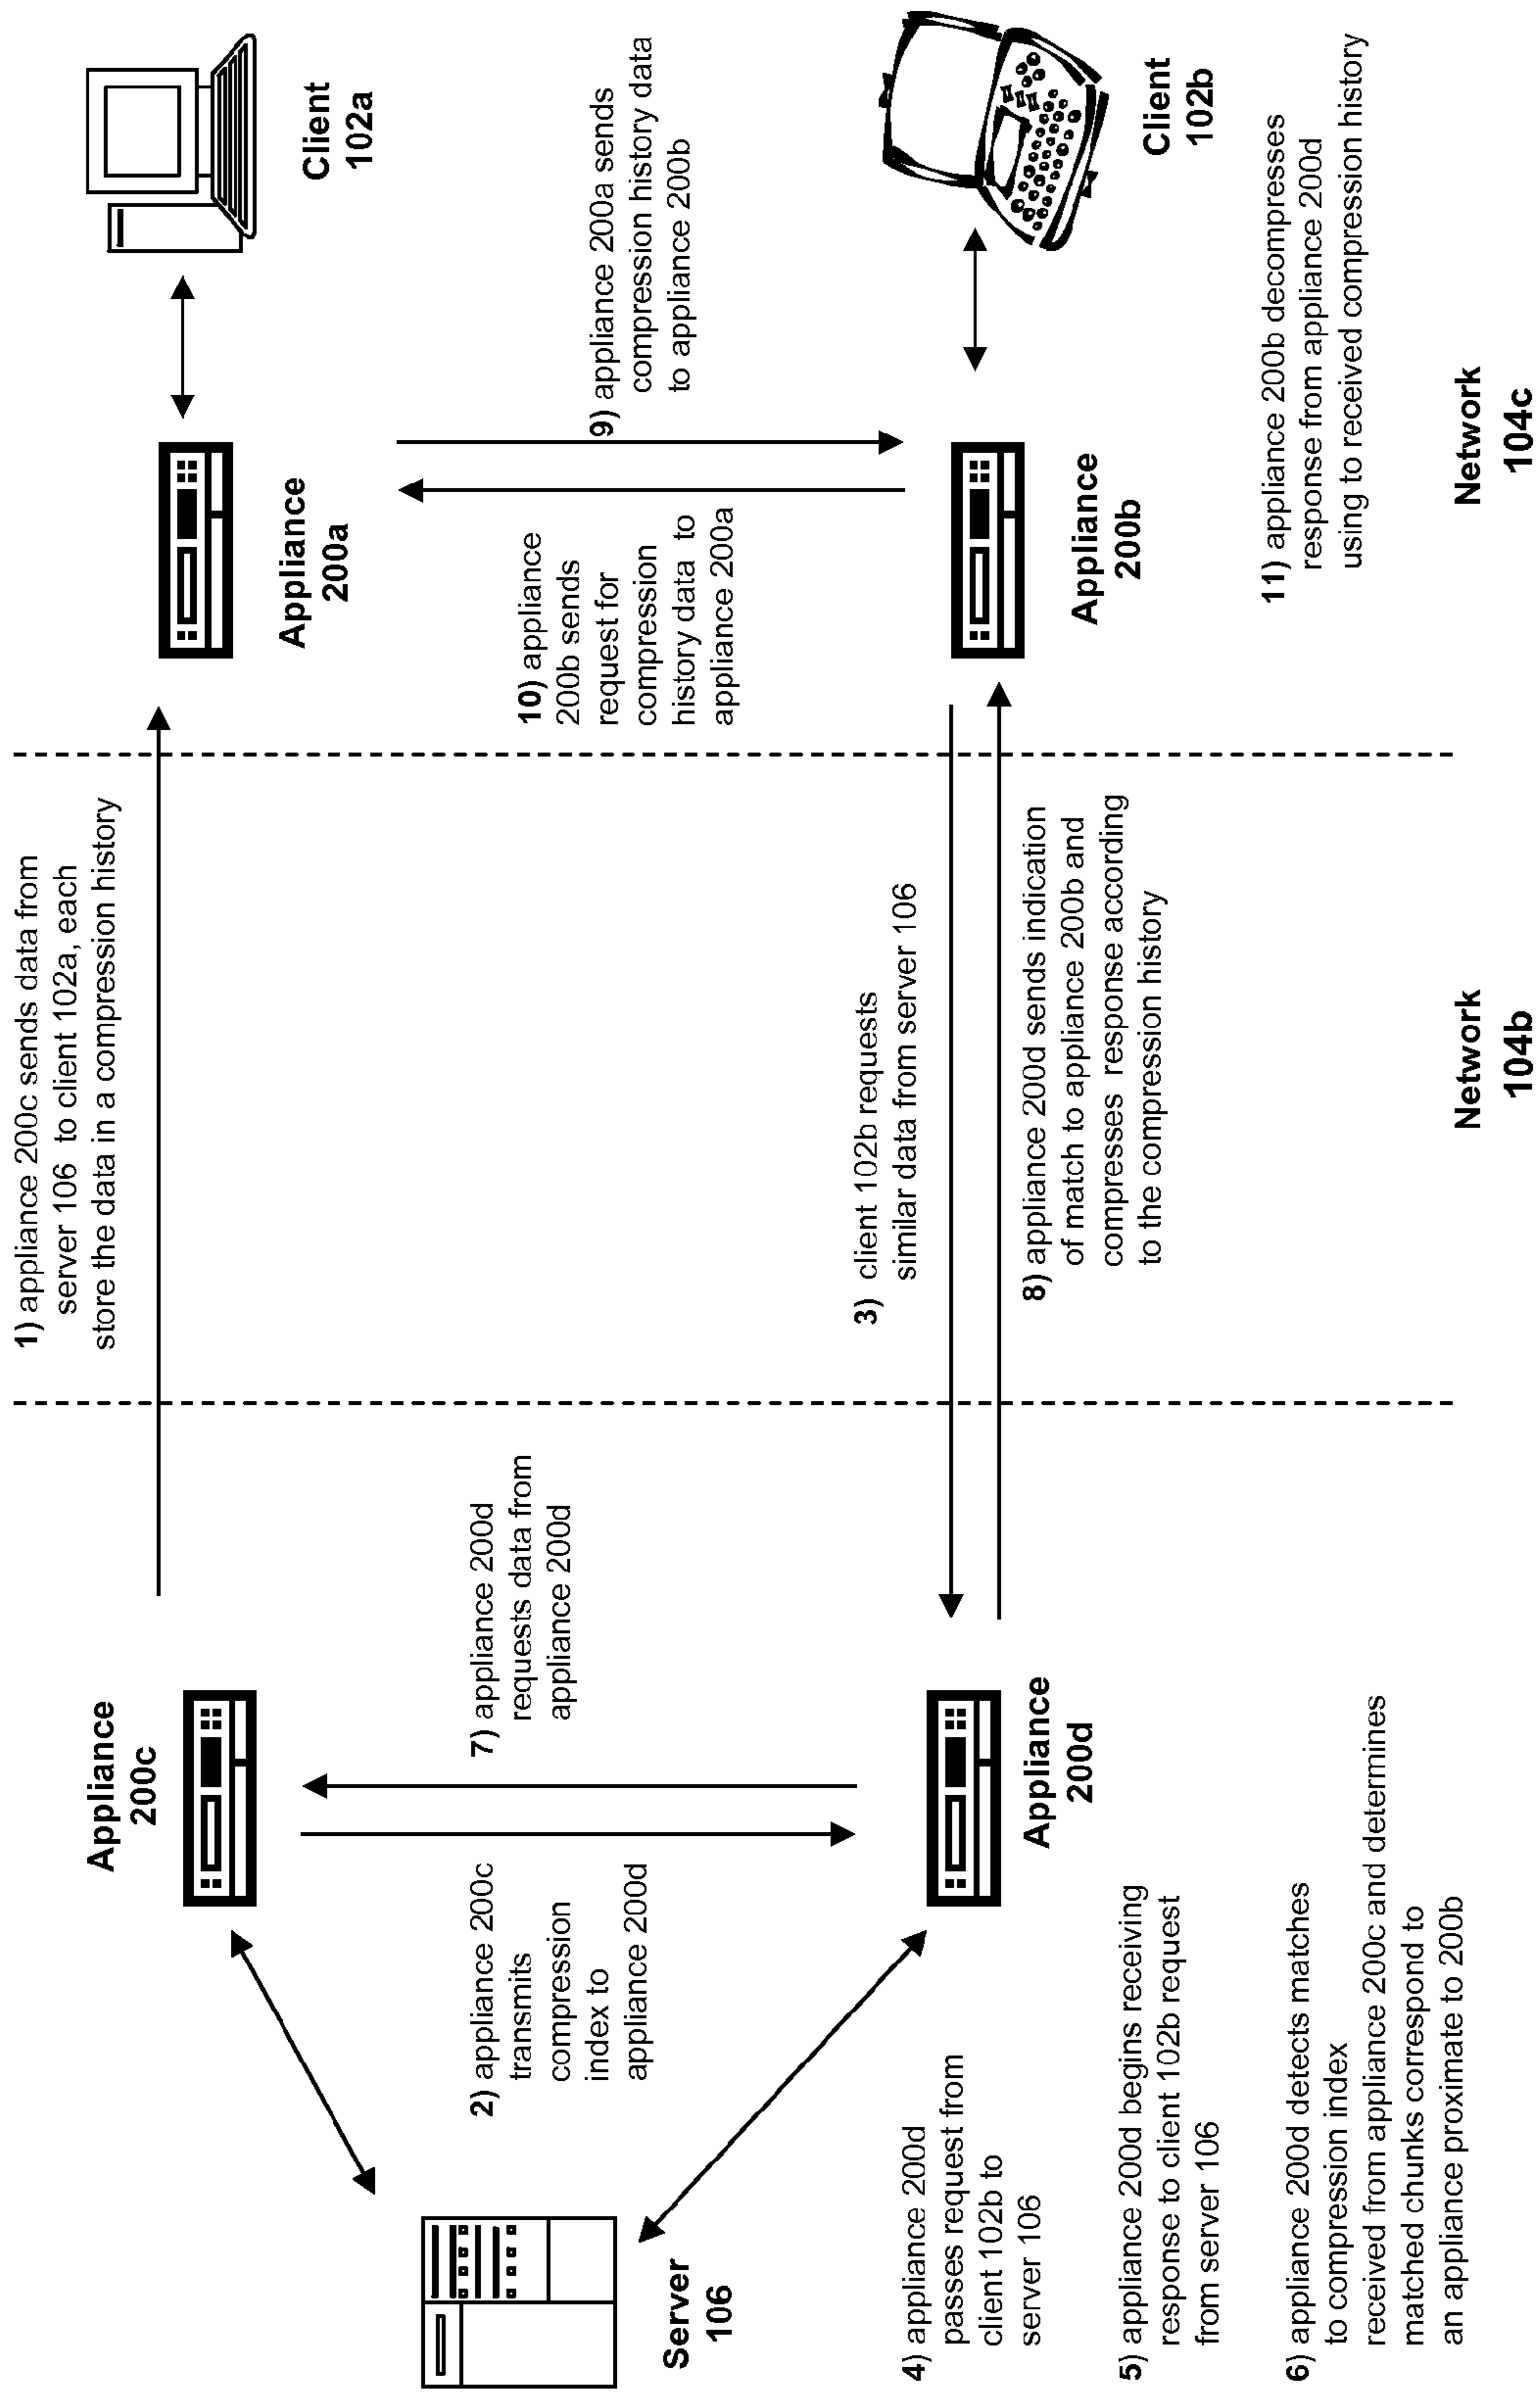 1) appliance 200c sends data from
server 106 to client 102a, each
store the data in a compression history
Client
102a
Appliance
200c
Appliance
200a
9) appliance 200a sends
compression history data
to appliance 200b
7) appliance 200d
requests data from
appliance 200d
2) appliance 200c
transmits
compression
index to
appliance 200d
10) appliance
200b sends
request for
compression
history data to
appliance 200a
Server
106
3) client 102b requests
similar data from server 106
4) appliance 200d
passes request from
client 102b to
server 106
Appliance
200d
8) appliance 200d sends indication
of match to appliance 200b and
compresses response according
to the compression history
Appliance
200b
Client
102b
5) appliance 200d begins receiving
response to client 102b request
from server 106
6) appliance 200d detects matches
to compression index
received from appliance 200c and determines
matched chunks correspond to
an appliance proximate to 200b
11) appliance 200b decompresses
response from appliance 200d
using to received compression history
Network
104b
Network
104c